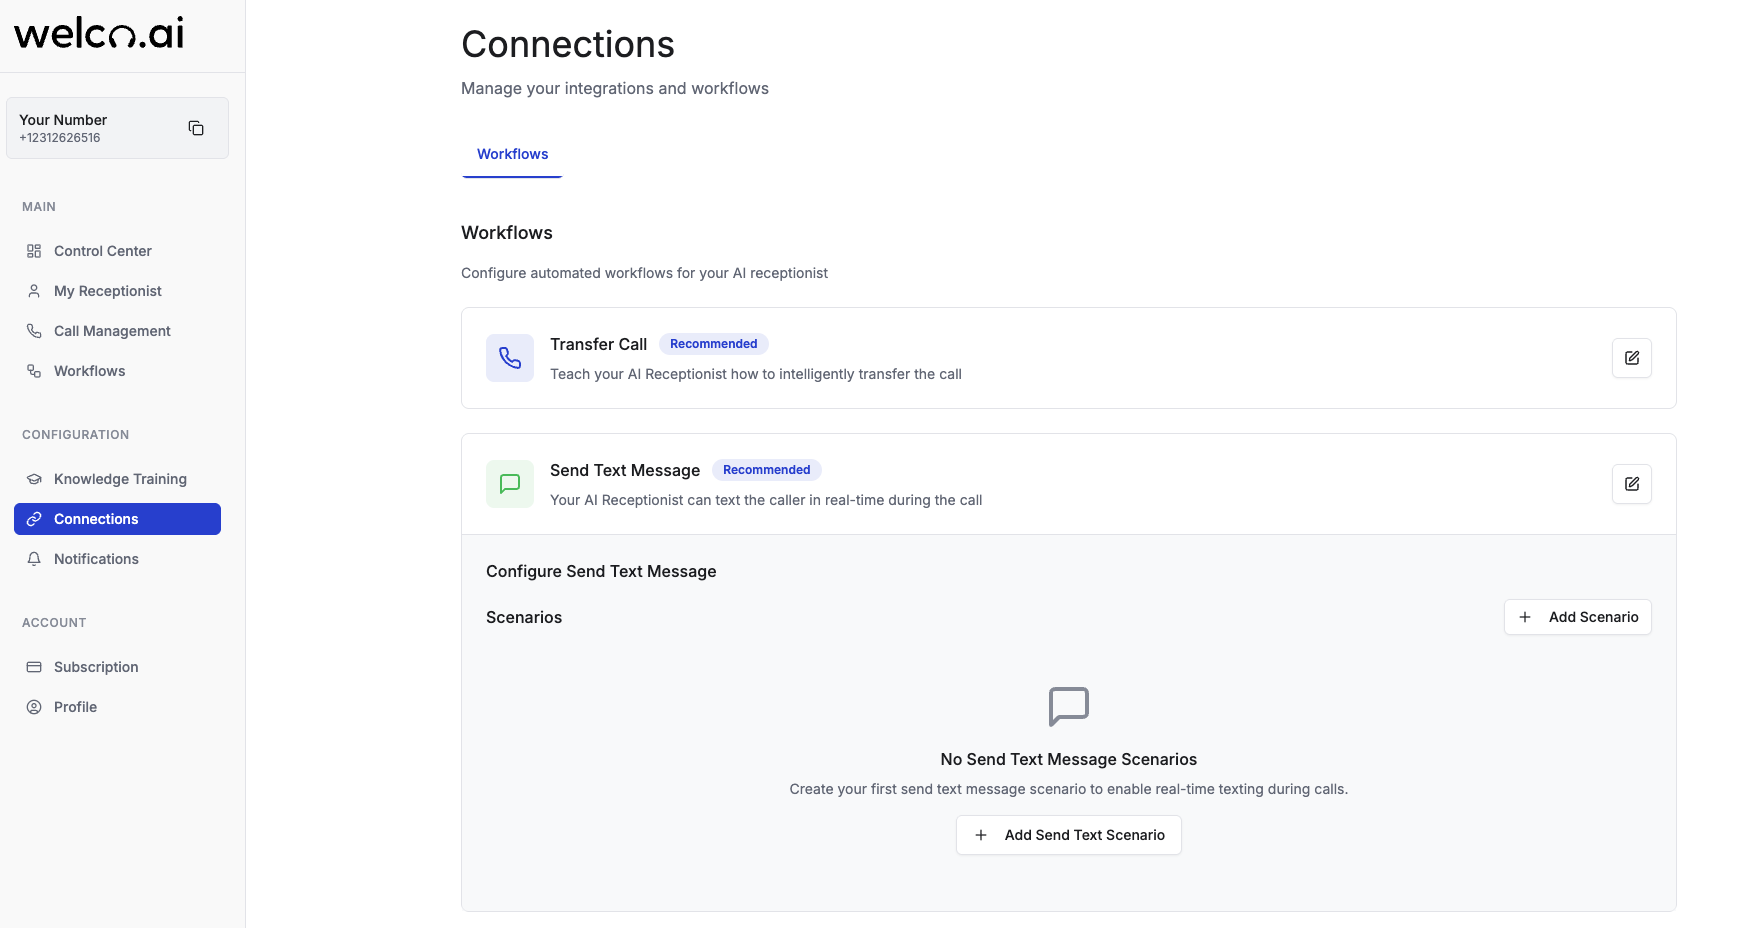 welco.ai
Your Number
+12312626516
MAIN
Control Center
My Receptionist
Call Management
Workflows
CONFIGURATION
Knowledge Training
Connections
Notifications
ACCOUNT
Subscription
Profile
Connections
Manage your integrations and workflows
Workflows
Workflows
Configure automated workflows for your AI receptionist
Transfer Call Recommended
Teach your AI Receptionist how to intelligently transfer the call
Send Text Message Recommended
Your AI Receptionist can text the caller in real-time during the call
Configure Send Text Message
Scenarios
Add Scenario
No Send Text Message Scenarios
Create your first send text message scenario to enable real-time texting during calls.
Add Send Text Scenario